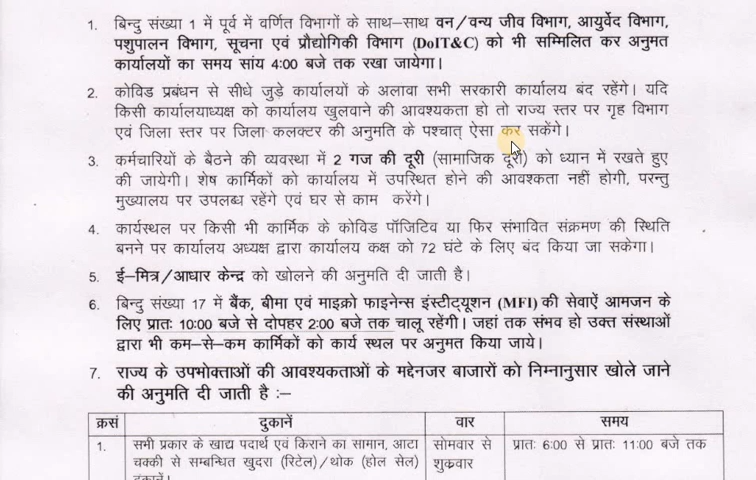 1. बिन्दु संख्या 1 में पूर्व में वर्णित विभागों के साथ–साथ वन/वन्य जीव विभाग, आयुर्वेद विभाग,
पशुपालन विभाग, सूचना एवं प्रौद्योगिकी विभाग (DoIT&C) को भी सम्मिलित कर अनुमत
कार्यालयों का समय सांय 4:00 बजे तक रखा जायेगा।
2. कोविड प्रबंधन से सीधे जुड़े कार्यालयों के अलावा सभी सरकारी कार्यालय बंद रहेंगे। यदि
किसी कार्यालयाध्यक्ष को कार्यालय खुलवाने की आवश्यकता हो तो राज्य स्तर पर गृह विभाग
एवं जिला स्तर पर जिला कलक्टर की अनुमति के पश्चात् ऐसा कर सकेंगे।
3. कर्मचारियों के बैठने की व्यवस्था में 2 गज की दूरी (सामाजिक दूरी) को ध्यान में रखते हुए
की जायेगी। शेष कार्मिकों को कार्यालय में उपस्थित होने की आवश्कता नहीं होगी, परन्तु
मुख्यालय पर उपलब्ध रहेंगे एवं घर से काम करेंगे।
4. कार्यस्थल पर किसी भी कार्मिक के कोविड पॉजिटिव या फिर संभावित संक्रमण की स्थिति
बनने पर कार्यालय अध्यक्ष द्वारा कार्यालय कक्ष को 72 घंटे के लिए बंद किया जा सकेगा।
5. ई–मित्र/आधार केन्द्र को खोलने की अनुमति दी जाती है।
6. बिन्दु संख्या 17 में बैंक, बीमा एवं माइक्रो फाइनेन्स इंस्टीट्यूशन (MFI) की सेवाऐं आमजन के
लिए प्रातः 10:00 बजे से दोपहर 2:00 बजे तक चालू रहेंगी। जहां तक संभव हो उक्त संस्थाओं
द्वारा भी कम–से–कम कार्मिकों को कार्य स्थल पर अनुमत किया जाये।
7. राज्य के उपभोक्ताओं की आवश्यकताओं के मद्देनजर बाजारों को निम्नानुसार खोले जाने
की अनुमति दी जाती है :–
क्रसं दुकानें वार समय
1. सभी प्रकार के खाद्य पदार्थ एवं किराने का सामान, आटा सोमवार से प्रातः 6:00 से प्रातः 11:00 बजे तक
चक्की से सम्बन्धित खुदरा (रिटेल)/थोक (होल सेल) शुक्रवार